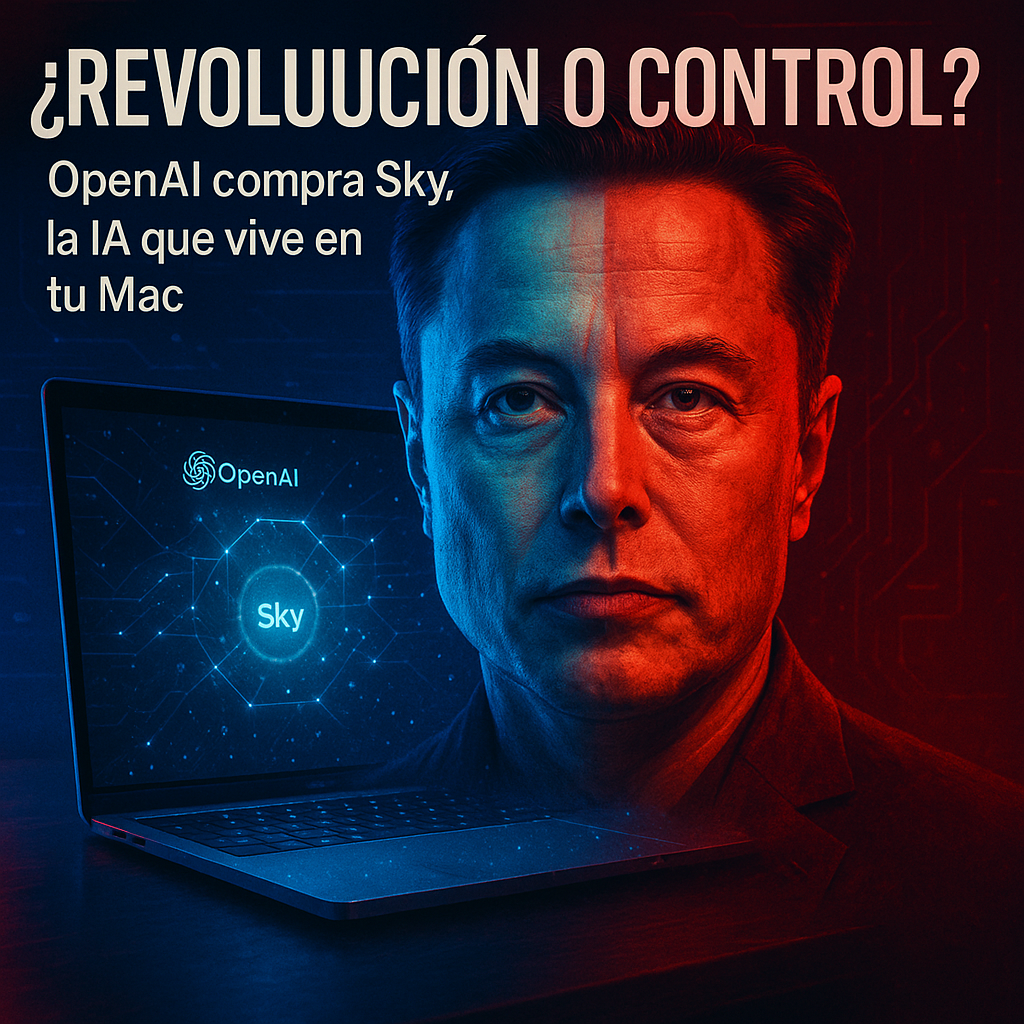 ¿REVOLUUCIÓN O CONTROL?
OpenAI compra Sky,
la IA que vive en
tu Mac
OpenAI
Sky